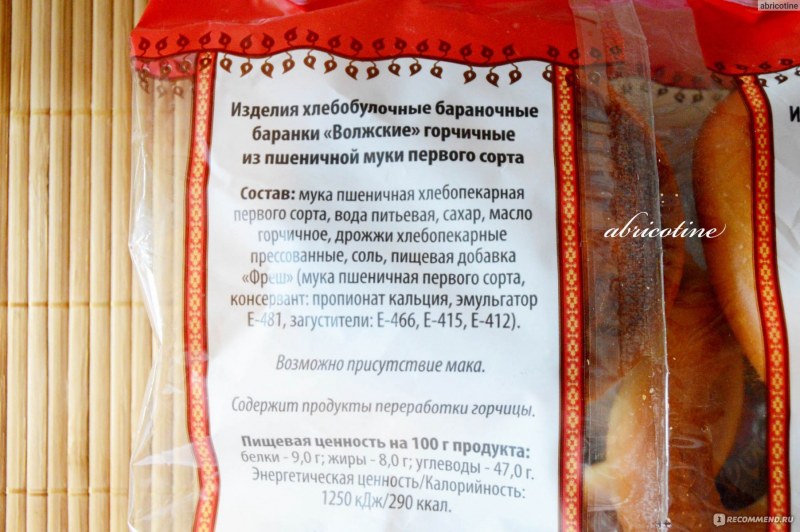 abricotine
Изделия хлебобулочные бараночные
баранки «Волжские» горчичные
из пшеничной муки первого сорта
Состав: мука пшеничная хлебопекарная
первого сорта, вода питьевая, сахар, масло
горчичное, дрожжи хлебопекарные
прессованные, соль, пищевая добавка
«Фреш» (мука пшеничная первого сорта,
консервант: пропионат кальция, эмульгатор
Е-481, загустители: Е-466, Е-415, Е-412).
Возможно присутствие мака.
Содержит продукты переработки горчицы.
Пищевая ценность на 100 г продукта:
белки - 9,0 г; жиры - 8,0 г; углеводы - 47,0 г.
Энергетическая ценность/Калорийность:
1250 кДж/290 ккал.
abricotine
IRECOMMEND.RU